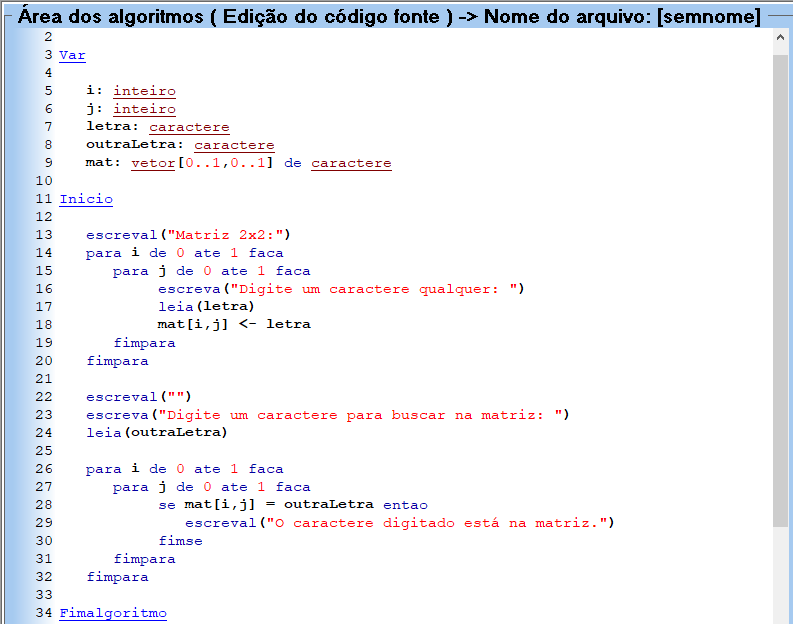 Área dos algoritmos ( Edição do código fonte ) -> Nome do arquivo: [semnome]
2
3 Var
4
5    i: inteiro
6    j: inteiro
7    letra: caractere
8    outraLetra: caractere
9    mat: vetor[0..1,0..1] de caractere
10
11 Inicio
12
13    escreval("Matriz 2x2:")
14    para i de 0 ate 1 faca
15       para j de 0 ate 1 faca
16            escreva("Digite um caractere qualquer: ")
17            leia(letra)
18            mat[i,j] <- letra
19       fimpara
20    fimpara
21
22    escreval("")
23    escreva("Digite um caractere para buscar na matriz: ")
24    leia(outraLetra)
25
26    para i de 0 ate 1 faca
27       para j de 0 ate 1 faca
28            se mat[i,j] = outraLetra entao
29               escreval("O caractere digitado está na matriz.")
30            fimse
31       fimpara
32    fimpara
33
34 Fimalgoritmo